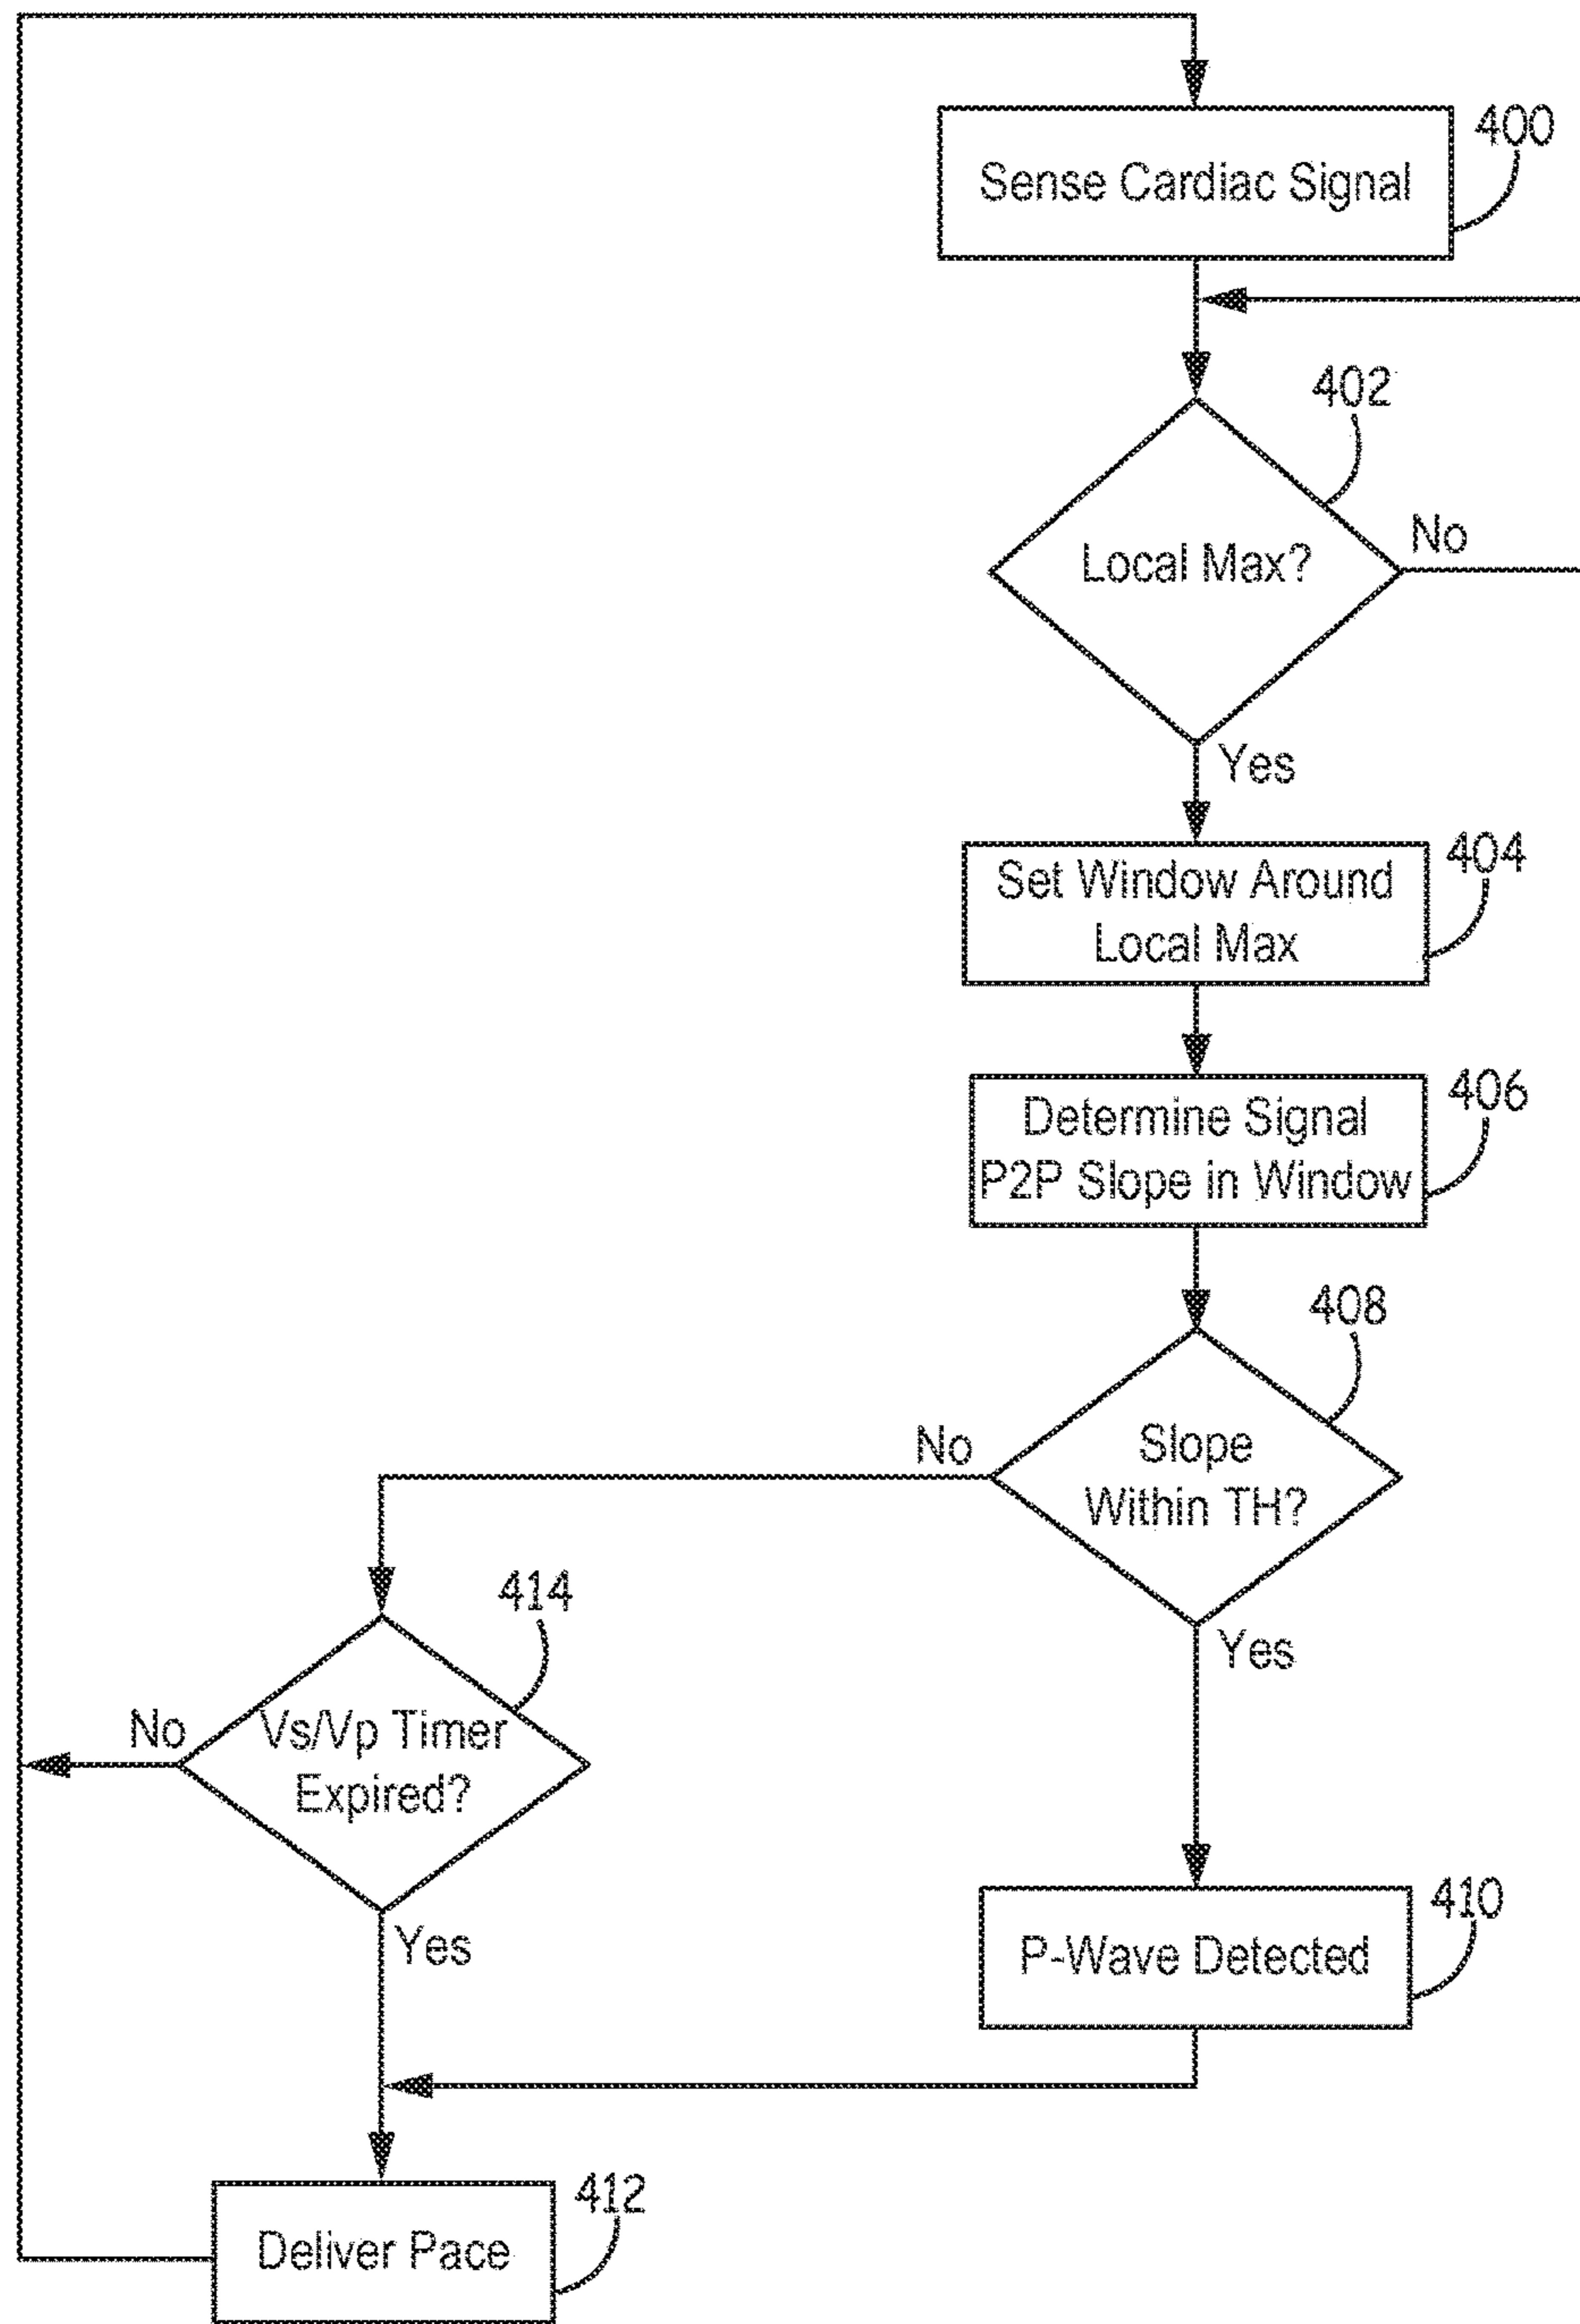 400
Sense Cardiac Signal
402
Local Max?
No
Yes
404
Set Window Around
Local Max
406
Determine Signal
P2P Slope in Window
408
Slope
Within TH?
No
Yes
414
Vs/Vp Timer
Expired?
No
Yes
410
P-Wave Detected
412
Deliver Pace